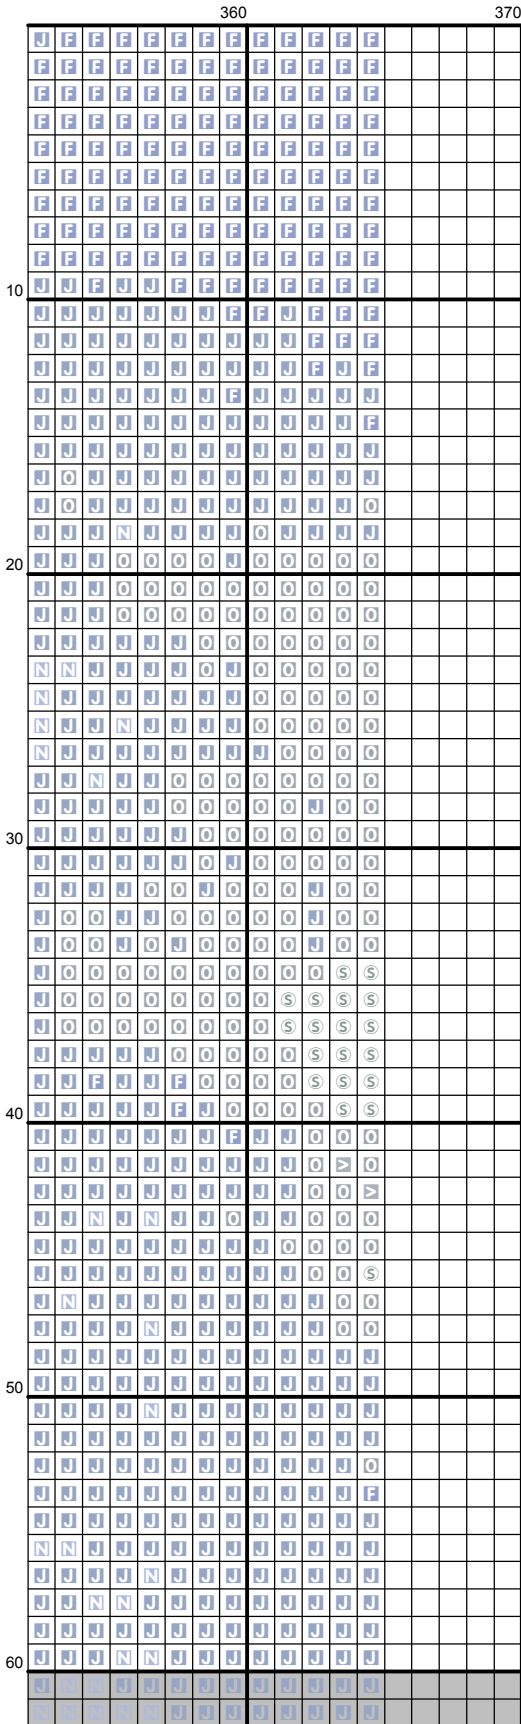 360 370
J F F F F F F F F F F F F
F F F F F F F F F F F F F
F F F F F F F F F F F F F
F F F F F F F F F F F F F
F F F F F F F F F F F F F
F F F F F F F F F F F F F
F F F F F F F F F F F F F
F F F F F F F F F F F F F
F F F F F F F F F F F F F
10 J J F J J F F F F F F F F
J J J J J J J F F J F F F
J J J J J J J J J J F F F
J J J J J J J J J J F J F
J J J J J J J F J J J J J
J J J J J J J J J J J J F
J J J J J J J J J J J J J
J O J J J J J J J J J J J
J O J J J J J J J J J J O
J J J N J J J J O J J J J
20 J J J O O O O J O O O O O
J J J O O O O O O O O O O
J J J O O O O O O O O O O
J J J J J J O O O O O O O
N N J J J J O J O O O O O
N J J J J J J J O O O O O
N J J N J J J J O O O O O
N J J J J J J J J O O O O
J J N J J O O O O O O O O
J J J J J O O O O O J O O
30 J J J J J J O O O O O O O
J J J J J J O J O O O O O
J J J J O O J O O O J O O
J O O J J O O O O O J O O
J O O J O J O O O O J O O
J O O O O O O O O O O S S
J O O O O O O O O S S S S
J O O O O O O O O S S S S
J J J J J O O O O O S S S
J J F J J F O O O O S S S
40 J J J J J F J O O O O S S
J J J J J J J F J J O O O
J J J J J J J J J J O > O
J J J J J J J J J J O O >
J J N J N J J O J J O O O
J J J J J J J J J O O O O
J J J J J J J J J J O O S
J N J J J J J J J J J O O
J J J J N J J J J J J O O
J J J J J J J J J J J J J
50 J J J J J J J J J J J J J
J J J J N J J J J J J J J
J J J J J J J J J J J J J
J J J J J J J J J J J J O
J J J J J J J J J J J J F
J J J J J J J J J J J J J
N N J J J J J J J J J J J
J J J J N J J J J J J J J
J J N N J J J J J J J J J
J J J J J J J J J J J J J
60 J J J N N J J J J J J J J
J N N J J J J J J J J J J
N N N N N J J J J J J J J